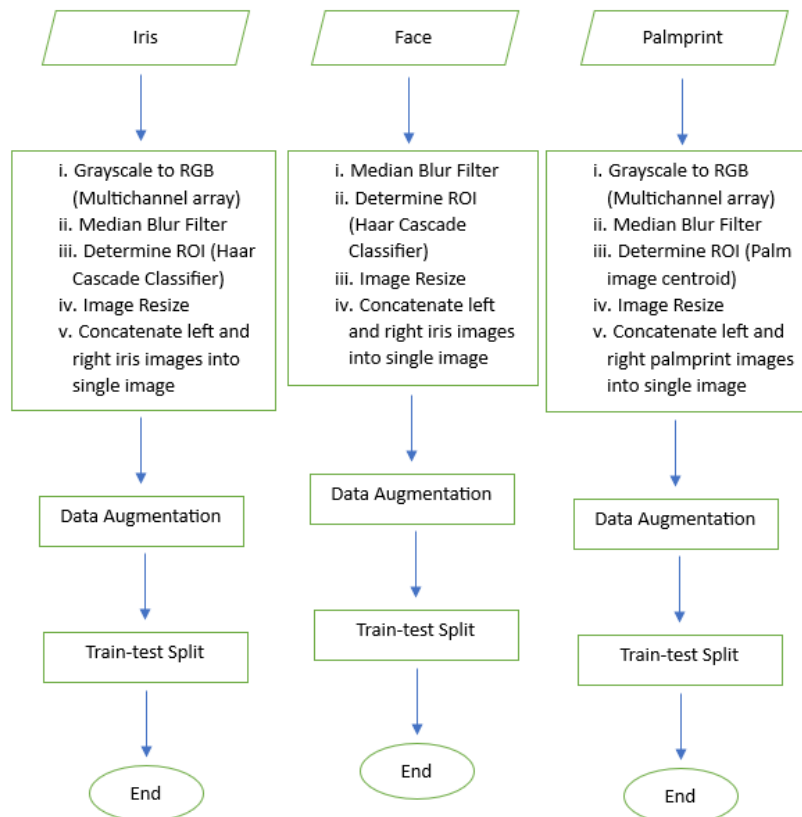 Iris
i. Grayscale to RGB
(Multichannel array)
ii. Median Blur Filter
iii. Determine ROI (Haar
Cascade Classifier)
iv. Image Resize
v. Concatenate left and
right iris images into
single image
Data Augmentation
Train-test Split
End
Face
i. Median Blur Filter
ii. Determine ROI
(Haar Cascade
Classifier)
iii. Image Resize
iv. Concatenate left
and right iris images
into single image
Data Augmentation
Train-test Split
End
Palmprint
i. Grayscale to RGB
(Multichannel array)
ii. Median Blur Filter
iii. Determine ROI (Palm
image centroid)
iv. Image Resize
v. Concatenate left and
right palmprint images
into single image
Data Augmentation
Train-test Split
End